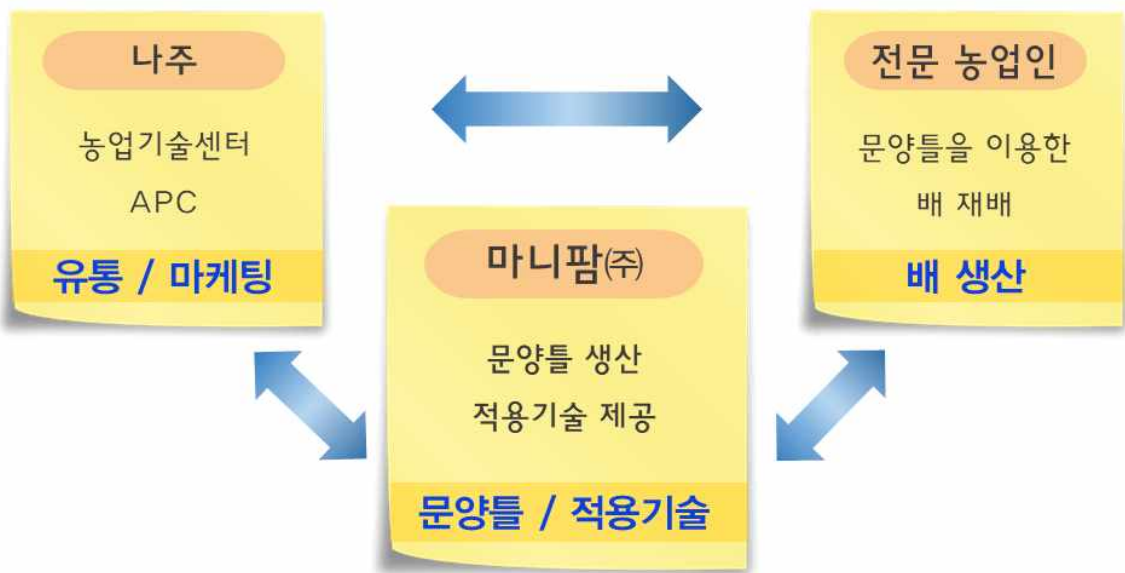 나주
농업기술센터
APC
유통 / 마케팅
전문 농업인
문양틀을 이용한
배 재배
배 생산
마니팜㈜
문양틀 생산
적용기술 제공
문양틀 / 적용기술